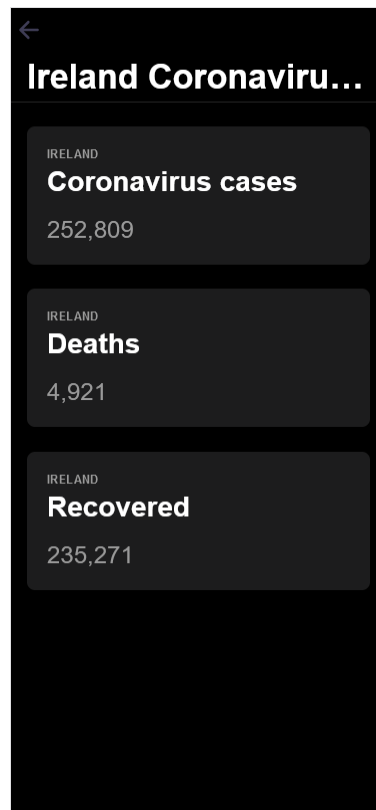 Ireland Coronaviru...
IRELAND
Coronavirus cases
252,809
IRELAND
Deaths
4,921
IRELAND
Recovered
235,271